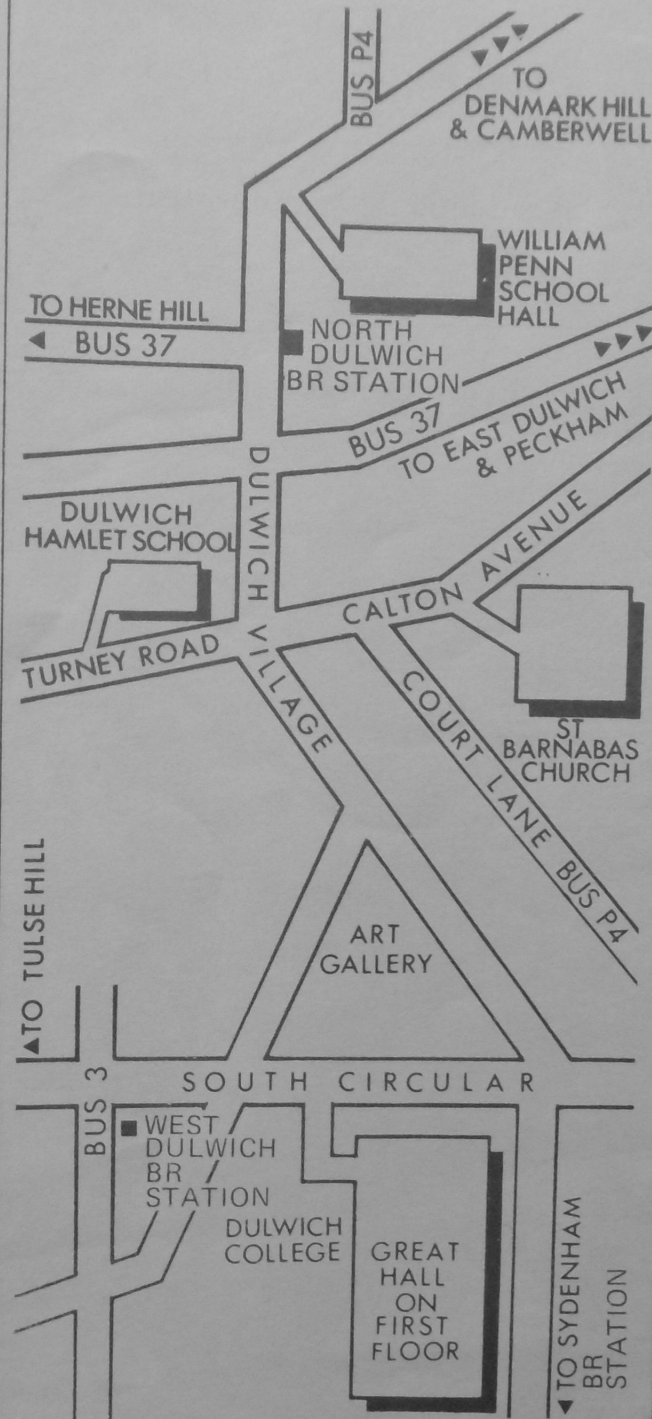 BUS P4
TO
DENMARK HILL
& CAMBERWELL
WILLIAM
PENN
SCHOOL
HALL
TO HERNE HILL
BUS 37
NORTH
DULWICH
BR STATION
BUS 37
TO EAST DULWICH
& PECKHAM
DULWICH VILLAGE
DULWICH
HAMLET SCHOOL
CALTON AVENUE
TURNEY ROAD
COURT LANE BUS P4
ST
BARNABAS
CHURCH
TO TULSE HILL
ART
GALLERY
SOUTH CIRCULAR
BUS 3
WEST
DULWICH
BR
STATION
DULWICH
COLLEGE
GREAT
HALL
ON
FIRST
FLOOR
TO SYDENHAM
BR
STATION